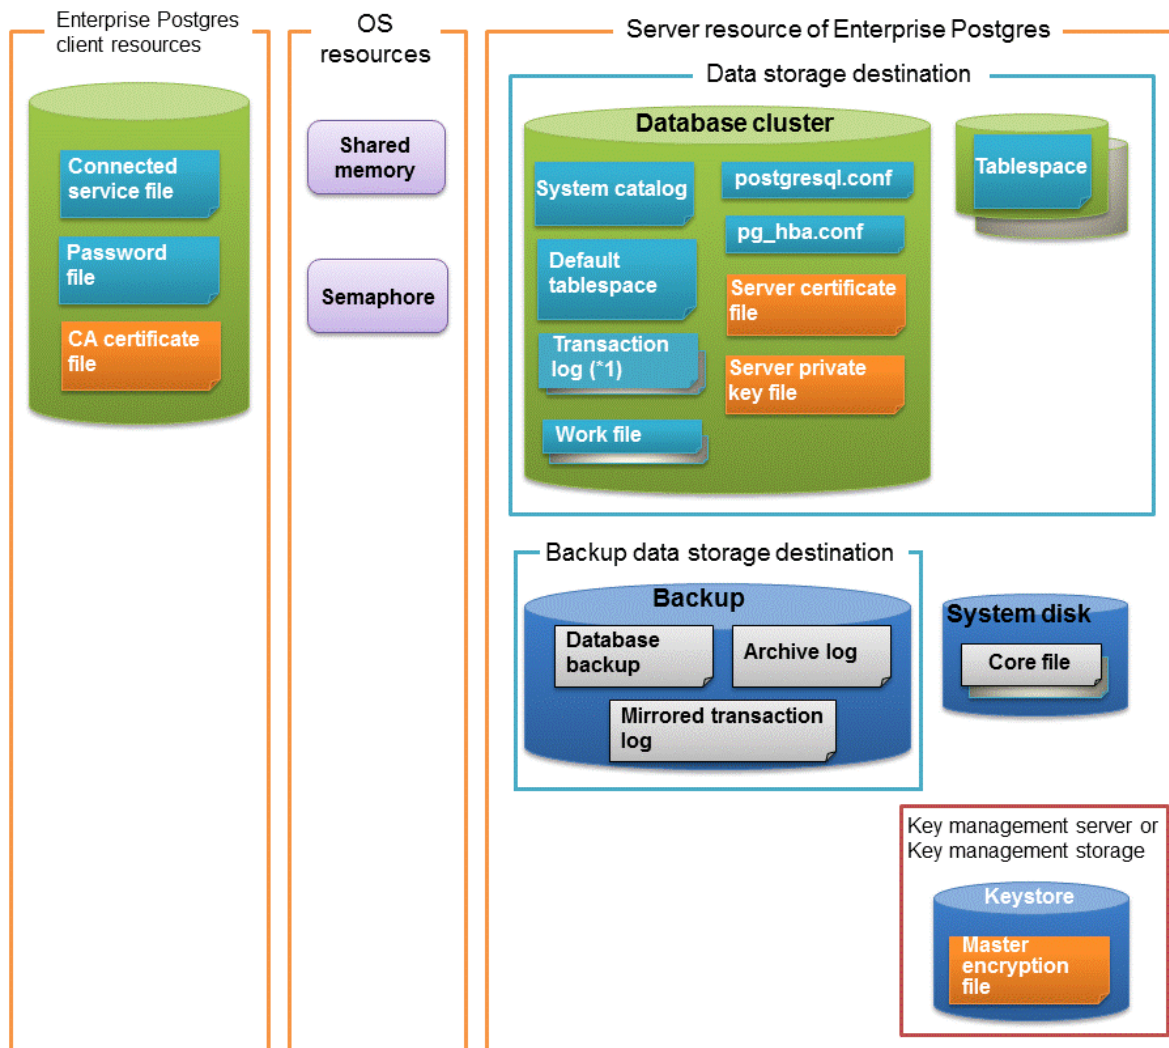 Enterprise Postgres
client resources
Connected
service file
Password
file
CA certificate
file
OS
resources
Shared
memory
Semaphore
Server resource of Enterprise Postgres
Data storage destination
Database cluster
System catalog
Default
tablespace
Transaction
log (*1)
Work file
postgresql.conf
pg_hba.conf
Server certificate
file
Server private
key file
Tablespace
Backup data storage destination
Backup
Database
backup
Archive log
Mirrored transaction
log
System disk
Core file
Key management server or
Key management storage
Keystore
Master
encryption
file